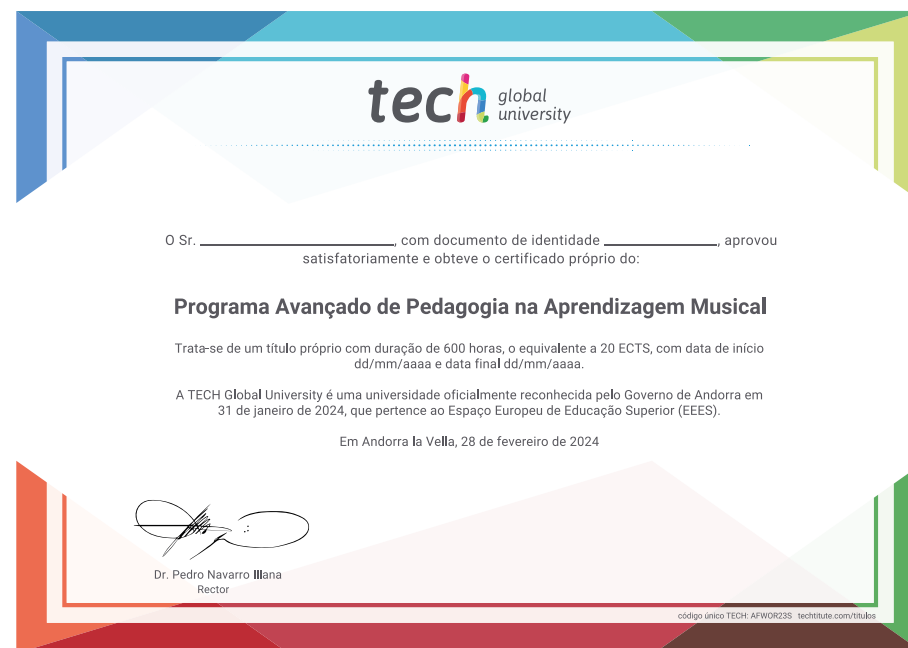 tech global
university
O Sr. ____________________, com documento de identidade ____________, aprovou
satisfatoriamente e obteve o certificado próprio do:
Programa Avançado de Pedagogia na Aprendizagem Musical
Trata-se de um título próprio com duração de 600 horas, o equivalente a 20 ECTS, com data de início
dd/mm/aaaa e data final dd/mm/aaaa.
A TECH Global University é uma universidade oficialmente reconhecida pelo Governo de Andorra em
31 de janeiro de 2024, que pertence ao Espaço Europeu de Educação Superior (EEES).
Em Andorra la Vella, 28 de fevereiro de 2024
Dr. Pedro Navarro Illana
Rector
código único TECH: AFWOR23S techtitute.com/titulos